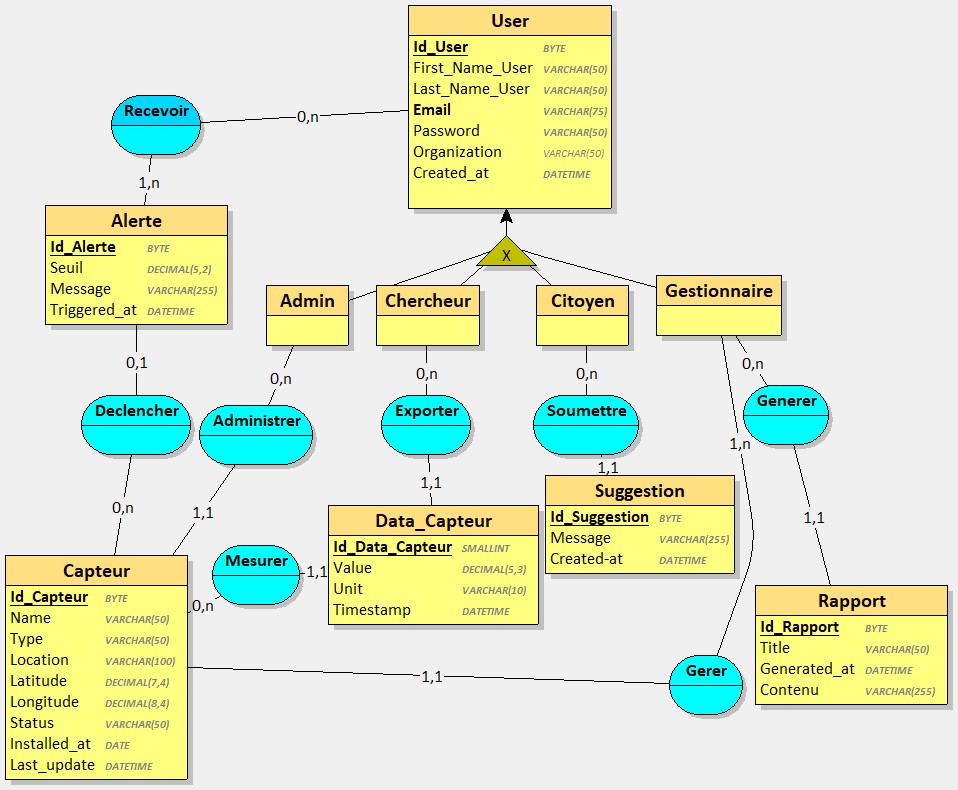 User
Id_User BYTE
First_Name_User VARCHAR(50)
Last_Name_User VARCHAR(50)
Email VARCHAR(75)
Password VARCHAR(50)
Organization VARCHAR(50)
Created_at DATETIME
Recevoir
0,n
1,n
Alerte
Id_Alerte BYTE
Seuil DECIMAL(5,2)
Message VARCHAR(255)
Triggered_at DATETIME
X
Admin
Chercheur
Citoyen
Gestionnaire
0,1
0,n
0,n
0,n
0,n
Declencher
Administrer
Exporter
Soumettre
Generer
1,n
0,n
1,1
1,1
1,1
1,1
Suggestion
Id_Suggestion BYTE
Message VARCHAR(255)
Created-at DATETIME
Data_Capteur
Id_Data_Capteur SMALLINT
Value DECIMAL(5,3)
Unit VARCHAR(10)
Timestamp DATETIME
Mesurer
1,1
0,n
Capteur
Id_Capteur BYTE
Name VARCHAR(50)
Type VARCHAR(50)
Location VARCHAR(100)
Latitude DECIMAL(7,4)
Longitude DECIMAL(8,4)
Status VARCHAR(50)
Installed_at DATE
Last_update DATETIME
1,1
Gerer
Rapport
Id_Rapport BYTE
Title VARCHAR(50)
Generated_at DATETIME
Contenu VARCHAR(255)